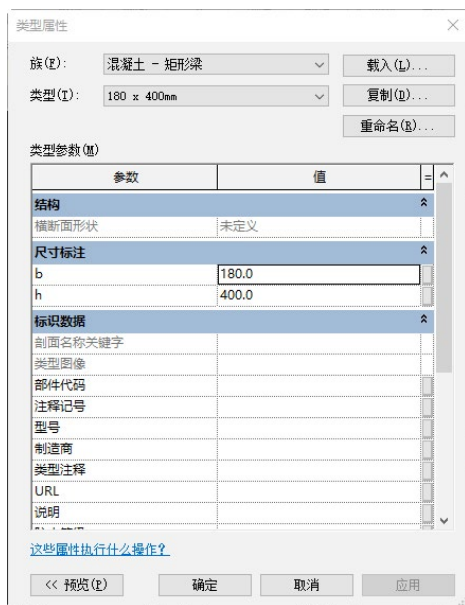 类型属性
族(F): 混凝土 - 矩形梁 载入(L)...
类型(T): 180 x 400mm 复制(D)...
重命名(R)...
类型参数(M)
参数 值 =
结构
横断面形状 未定义
尺寸标注
b 180.0
h 400.0
标识数据
剖面名称关键字
类型图像
部件代码
注释记号
型号
制造商
类型注释
URL
说明
这些属性执行什么操作?
<< 预览(P) 确定 取消 应用